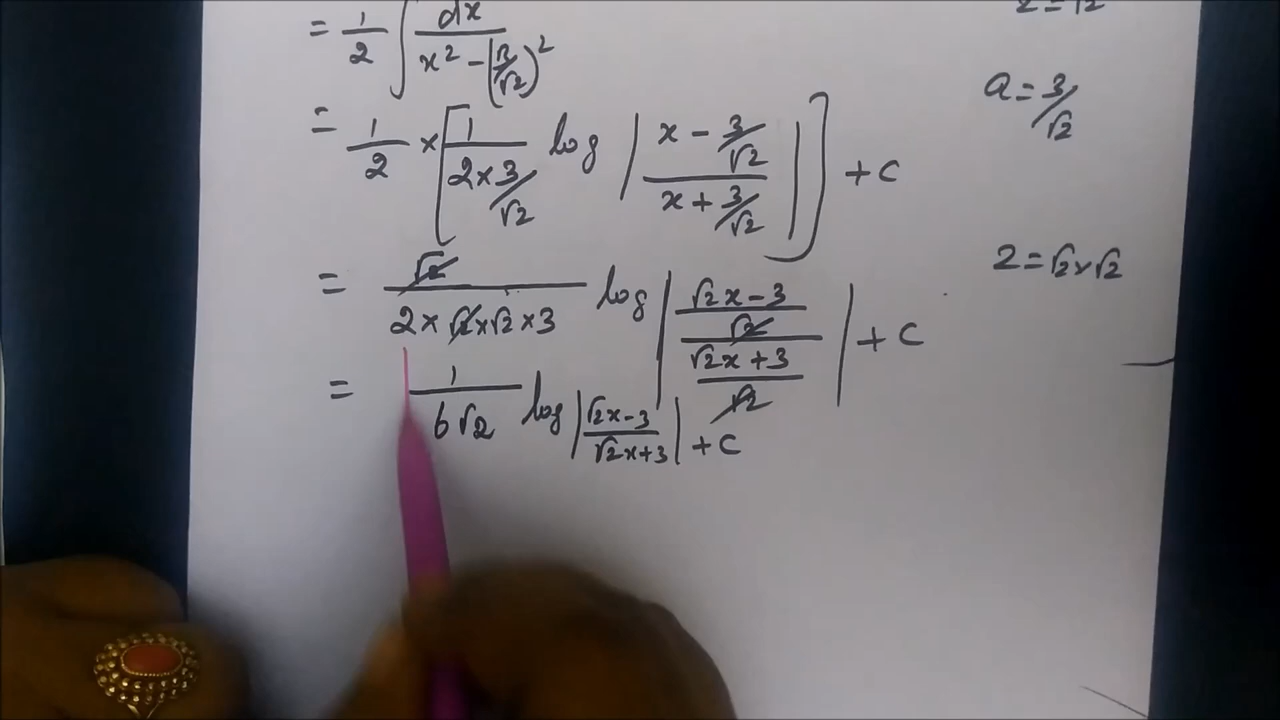 = 1/2 ∫ dx / (x² - (3/√2)²)
= 1/2 × [1/(2×3/√2) log |(x - 3/√2)/(x + 3/√2)|] + C
= √2/(2×√2×√2×3) log |((√2x-3)/√2)/((√2x+3)/√2)| + C
= 1/(6√2) log |(√2x-3)/(√2x+3)| + C
a = 3/√2
2 = √2×√2